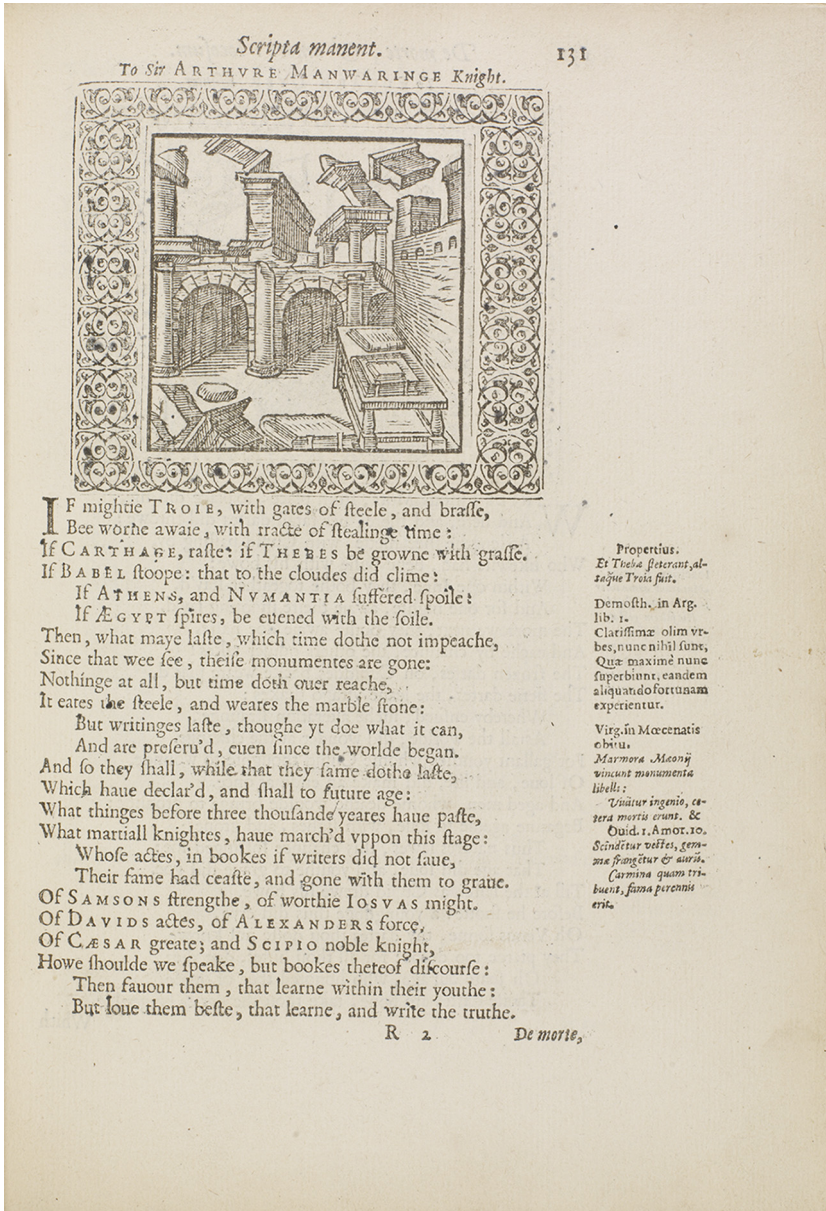 Scripta manent.
131
To Sir ARTHVRE MANWARINGE Knight.
IF mightie TROIE, with gates of ſteele, and braſſe,
Bee worne awaie, with tracte of ſtealinge time:
If CARTHAGE, raſte: if THEBES be growne with graſſe.
If BABEL ſtoope: that to the cloudes did clime:
If ATHENS, and NVMANTIA ſuffered ſpoile:
If ÆGYPT ſpires, be euened with the ſoile.
Then, what maye laſte, which time dothe not impeache,
Since that wee ſee, theiſe monumentes are gone:
Nothinge at all, but time doth ouer reache,
It eates the ſteele, and weares the marble ſtone:
But writinges laſte, thoughe yt doe what it can,
And are preſeru'd, euen ſince the worlde began.
And ſo they ſhall, while that they ſame dothe laſte,
Which haue declar'd, and ſhall to future age:
What thinges before three thouſande yeares haue paſte,
What martiall knightes, haue march'd vppon this ſtage:
Whoſe actes, in bookes if writers did not ſaue,
Their fame had ceaſte, and gone with them to graue.
Of SAMSONS ſtrengthe, of worthie IOSVAS might.
Of DAVIDS actes, of ALEXANDERS force,
Of CÆSAR greate; and SCIPIO noble knight,
Howe ſhoulde we ſpeake, but bookes thereof diſcourſe:
Then fauour them, that learne within their youthe:
But loue them beſte, that learne, and write the truthe.
R 2
De morte,
Propertius.
Et Thebæ ſteterant, al-
taq́ue Troia fuit.
Demoſth. in Arg.
lib. 1.
Clariſſimæ olim vr-
bes, nunc nihil ſunt,
Quæ maximè nunc
ſuperbiunt, eandem
aliquando fortunam
experientur.
Virg. in Mœcenatis
obitu.
Marmora Mæonij
vincunt monumenta
libelli:
Viuitur ingenio, cę-
tera mortis erunt. &
Ouid. 1. Amor. 10.
Scindētur veſtes, gem-
mæ frangētur & aurū.
Carmina quam tri-
buent, fama perennis
erit.